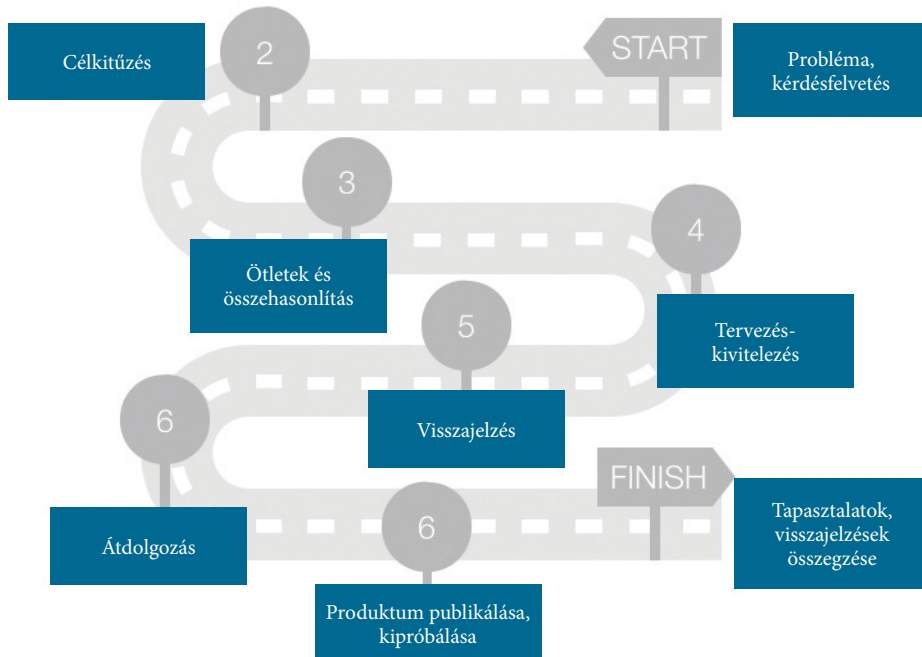 START
Probléma,
kérdésfelvetés
2
Célkitűzés
3
Ötletek és
összehasonlítás
4
Tervezés-
kivitelezés
5
Visszajelzés
6
Átdolgozás
6
Produktum publikálása,
kipróbálása
FINISH
Tapasztalatok,
visszajelzések
összegzése